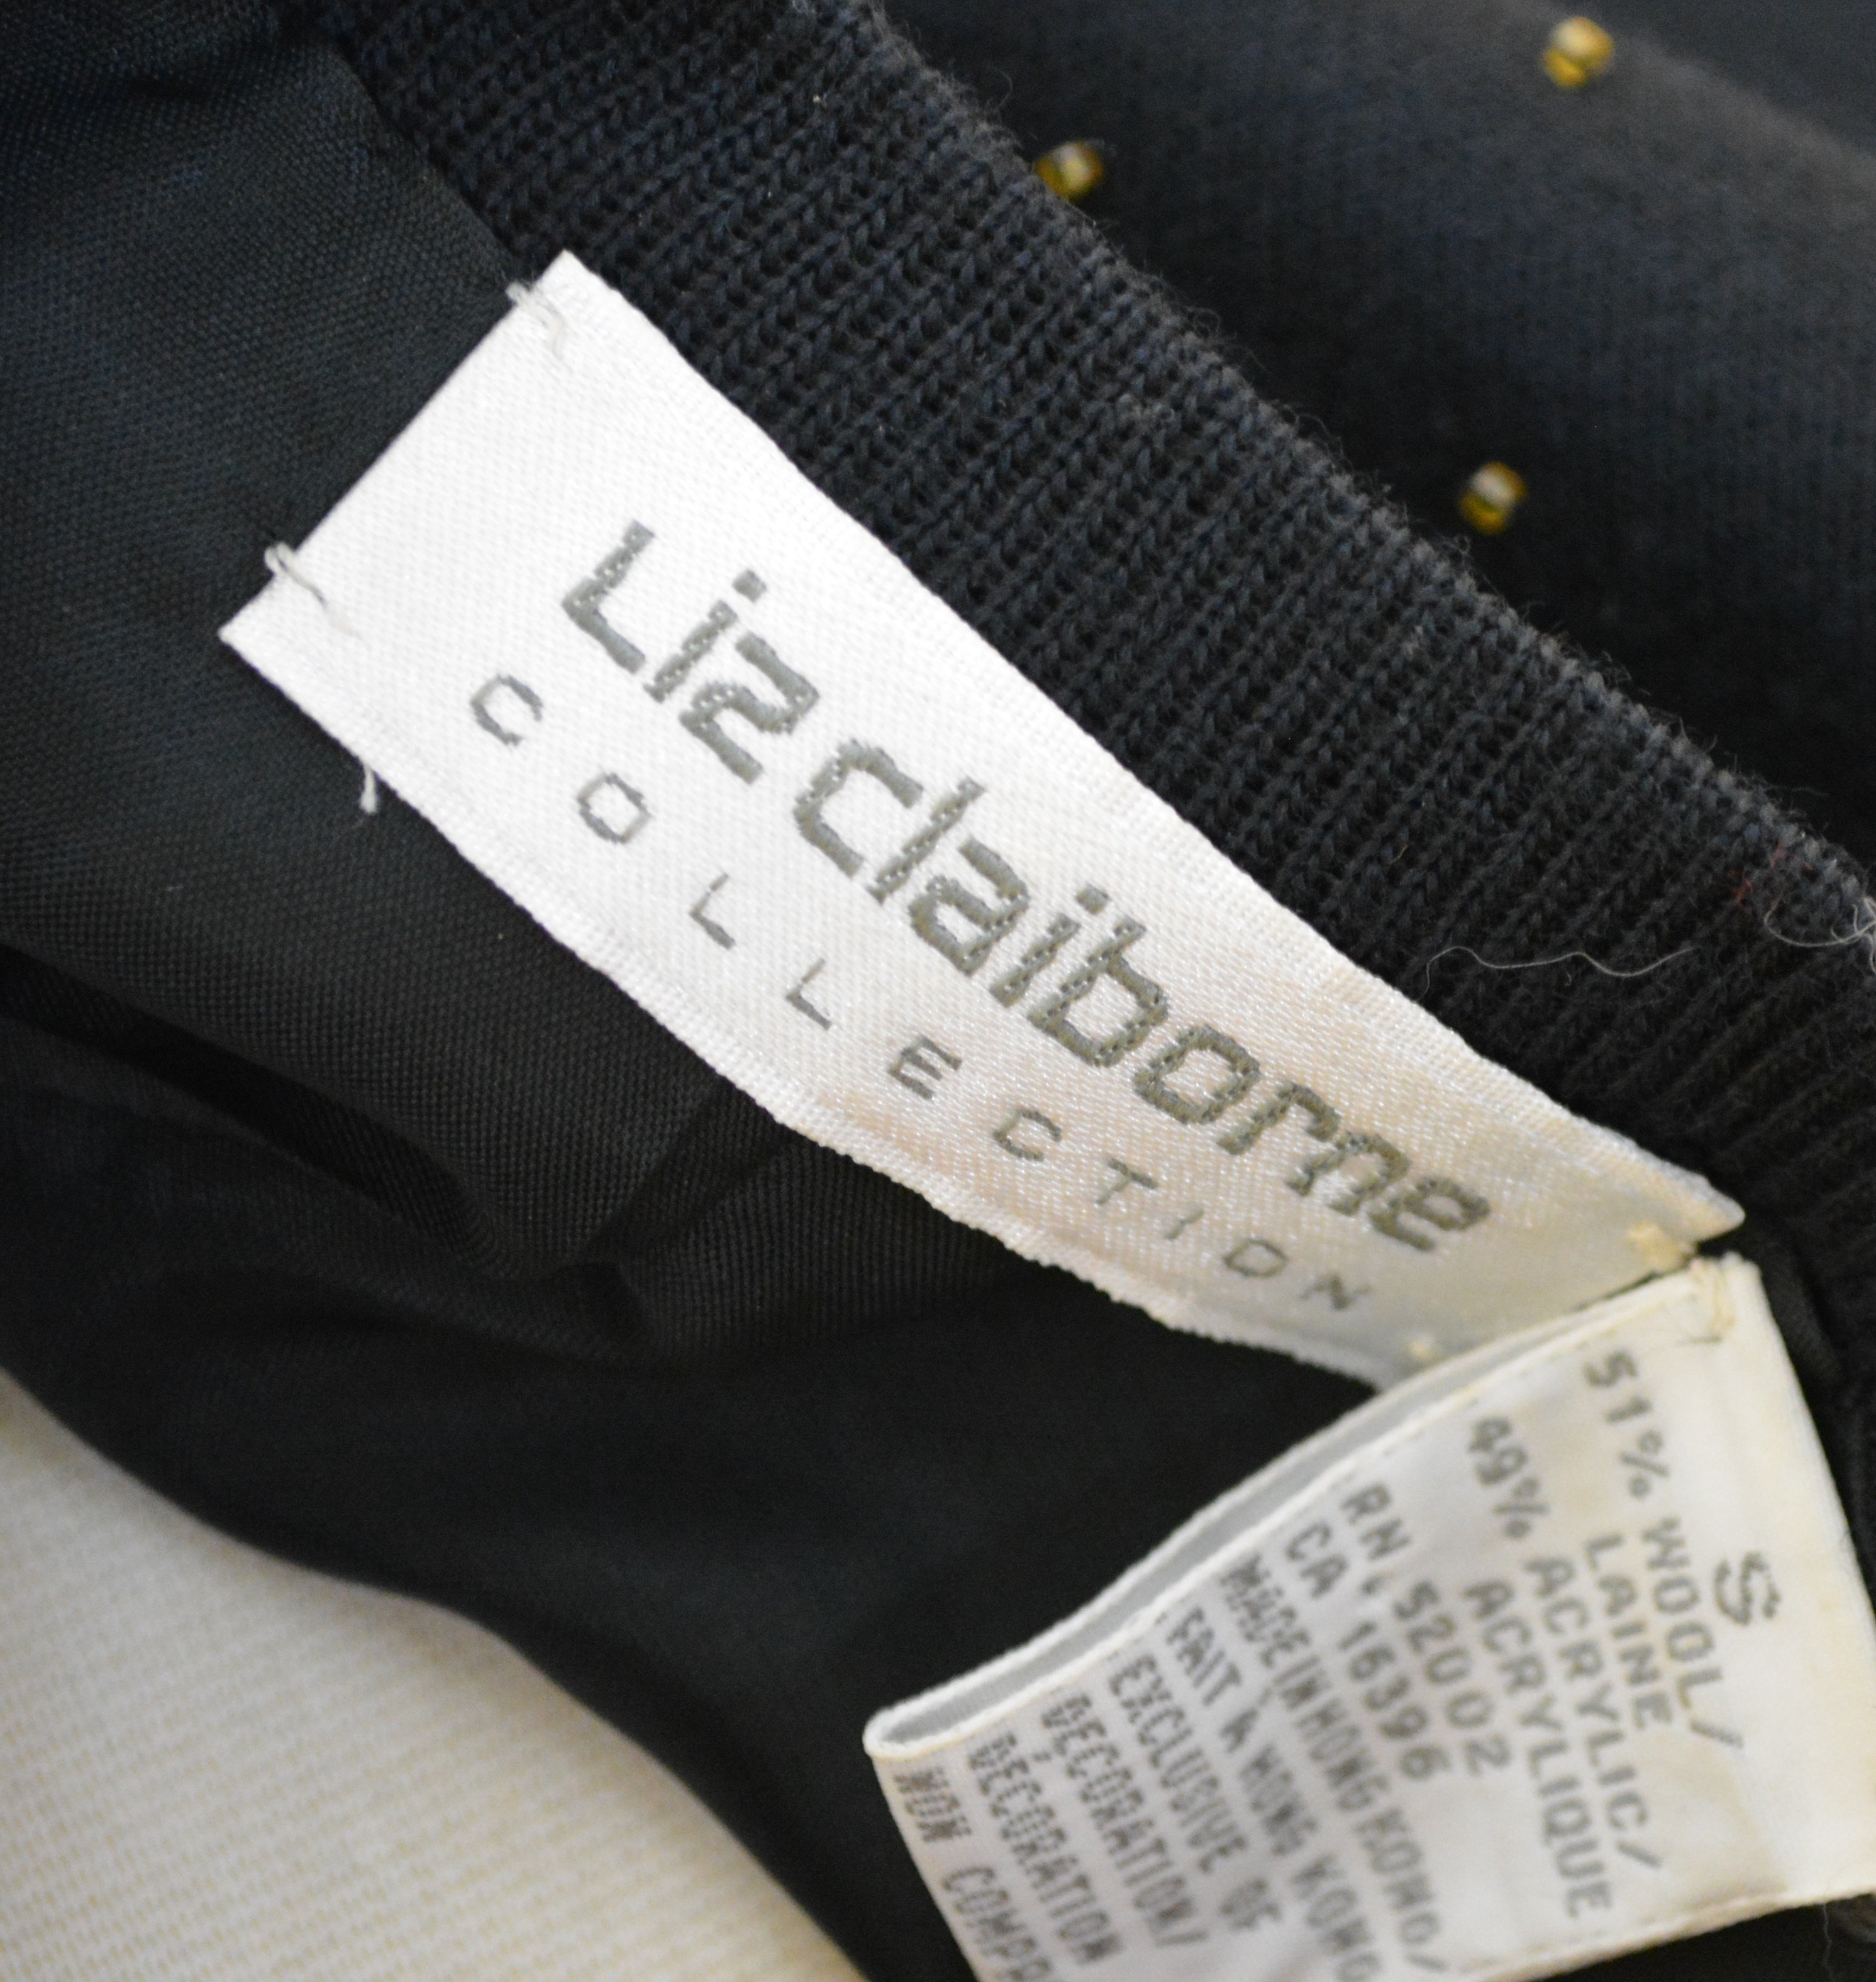 Liz claiborne
COLLECTION
S
51% WOOL/
LAINE
49% ACRYLIC/
ACRYLIQUE
RN. 52002
CA 16396
MADE IN HONG KONG/
FAIT À HONG KONG
EXCLUSIVE OF
DECORATION/
DÉCORATION
NON COMPR